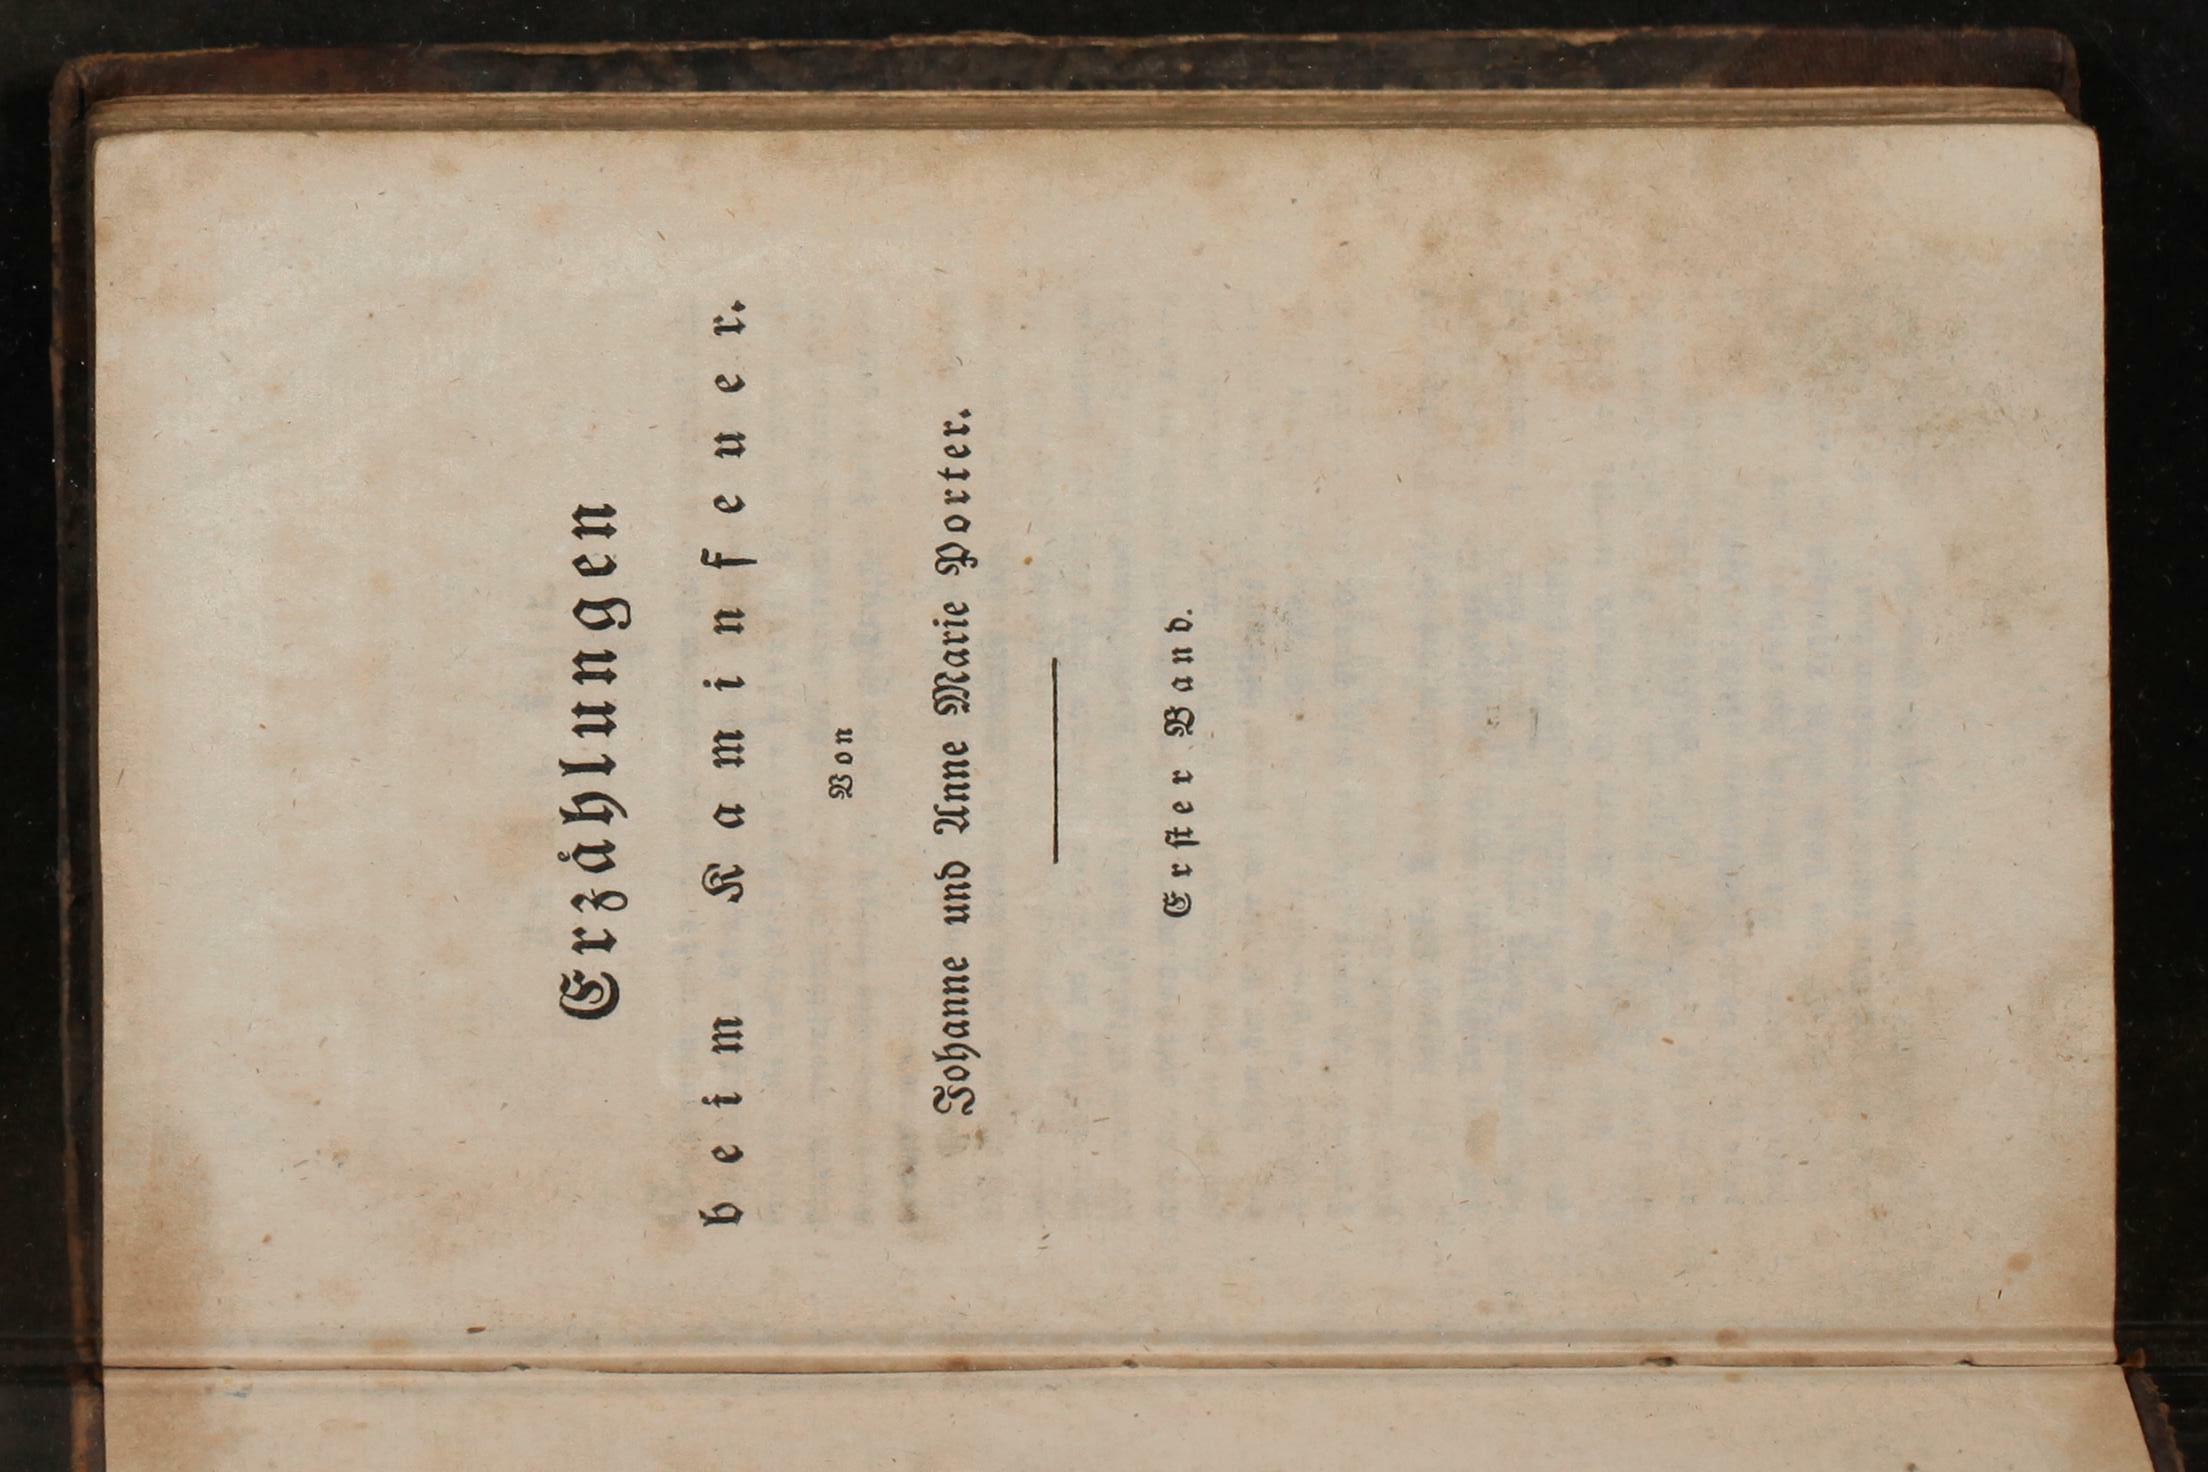 Erzählungen
beim Kaminfeuer.
Von
Johanne und Anne Marie Porter.
Erster Band.